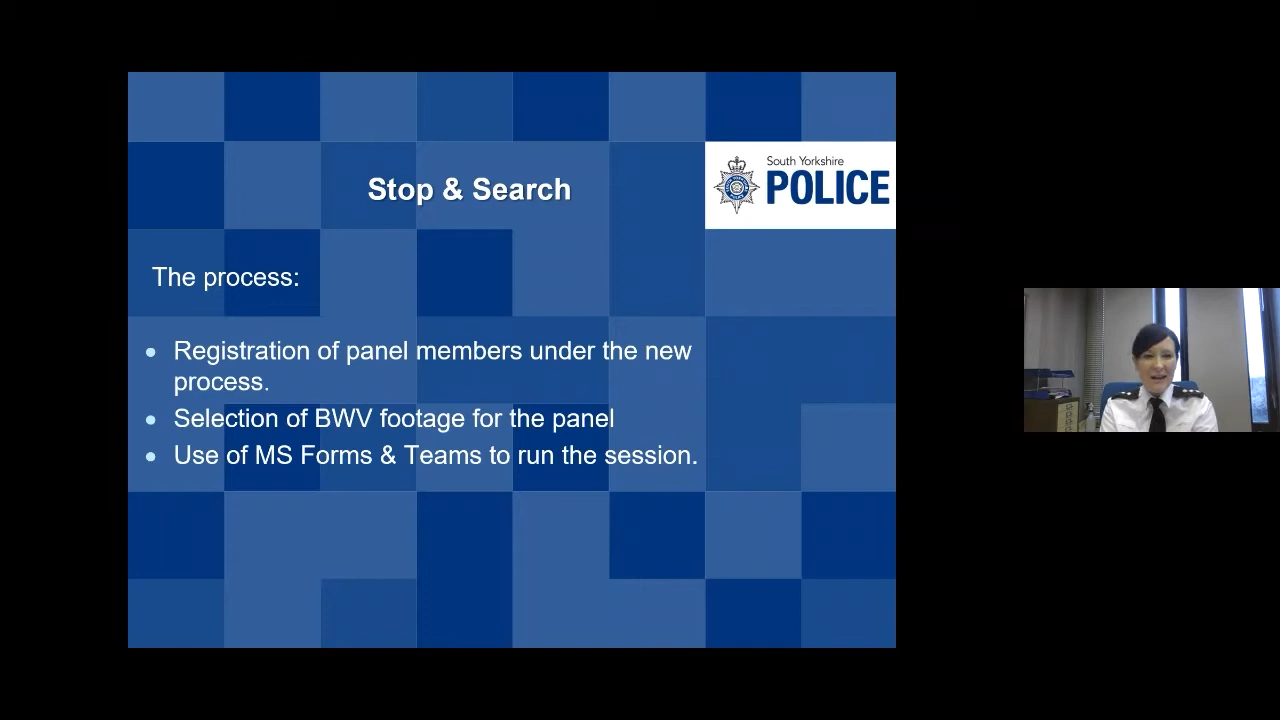 Stop & Search
South Yorkshire
POLICE
The process:
• Registration of panel members under the new
process.
• Selection of BWV footage for the panel
• Use of MS Forms & Teams to run the session.